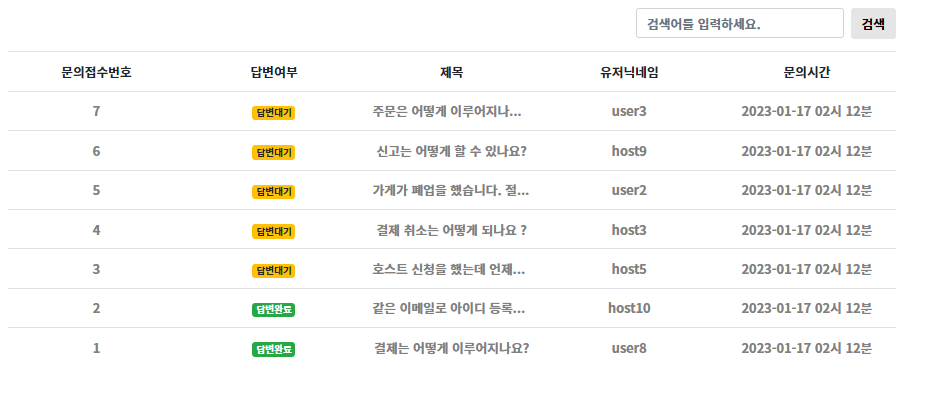 검색어를 입력하세요. 검색
문의접수번호 답변여부 제목 유저닉네임 문의시간
7 답변대기 주문은 어떻게 이루어지나... user3 2023-01-17 02시 12분
6 답변대기 신고는 어떻게 할 수 있나요? host9 2023-01-17 02시 12분
5 답변대기 가게가 폐업을 했습니다. 절... user2 2023-01-17 02시 12분
4 답변대기 결제 취소는 어떻게 되나요 ? host3 2023-01-17 02시 12분
3 답변대기 호스트 신청을 했는데 언제... host5 2023-01-17 02시 12분
2 답변완료 같은 이메일로 아이디 등록... host10 2023-01-17 02시 12분
1 답변완료 결제는 어떻게 이루어지나요? user8 2023-01-17 02시 12분